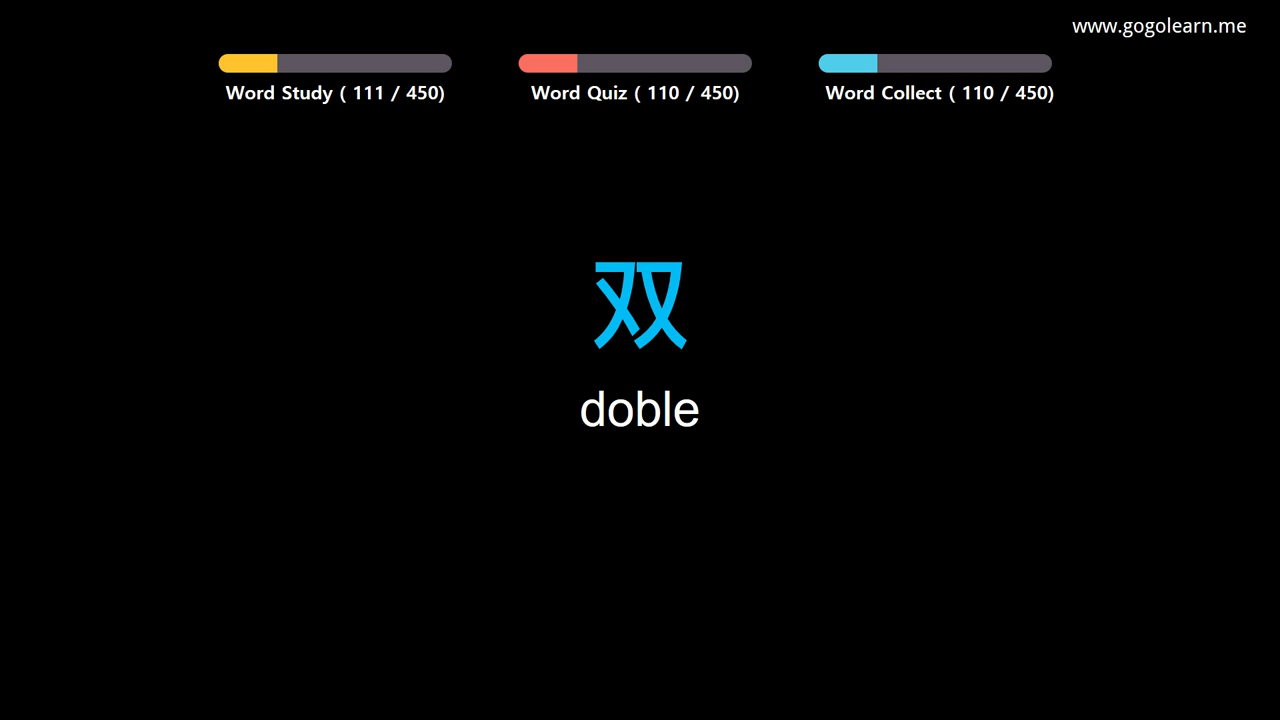 www.gogolearn.me
Word Study ( 111 / 450)
Word Quiz ( 110 / 450)
Word Collect ( 110 / 450)
双
doble